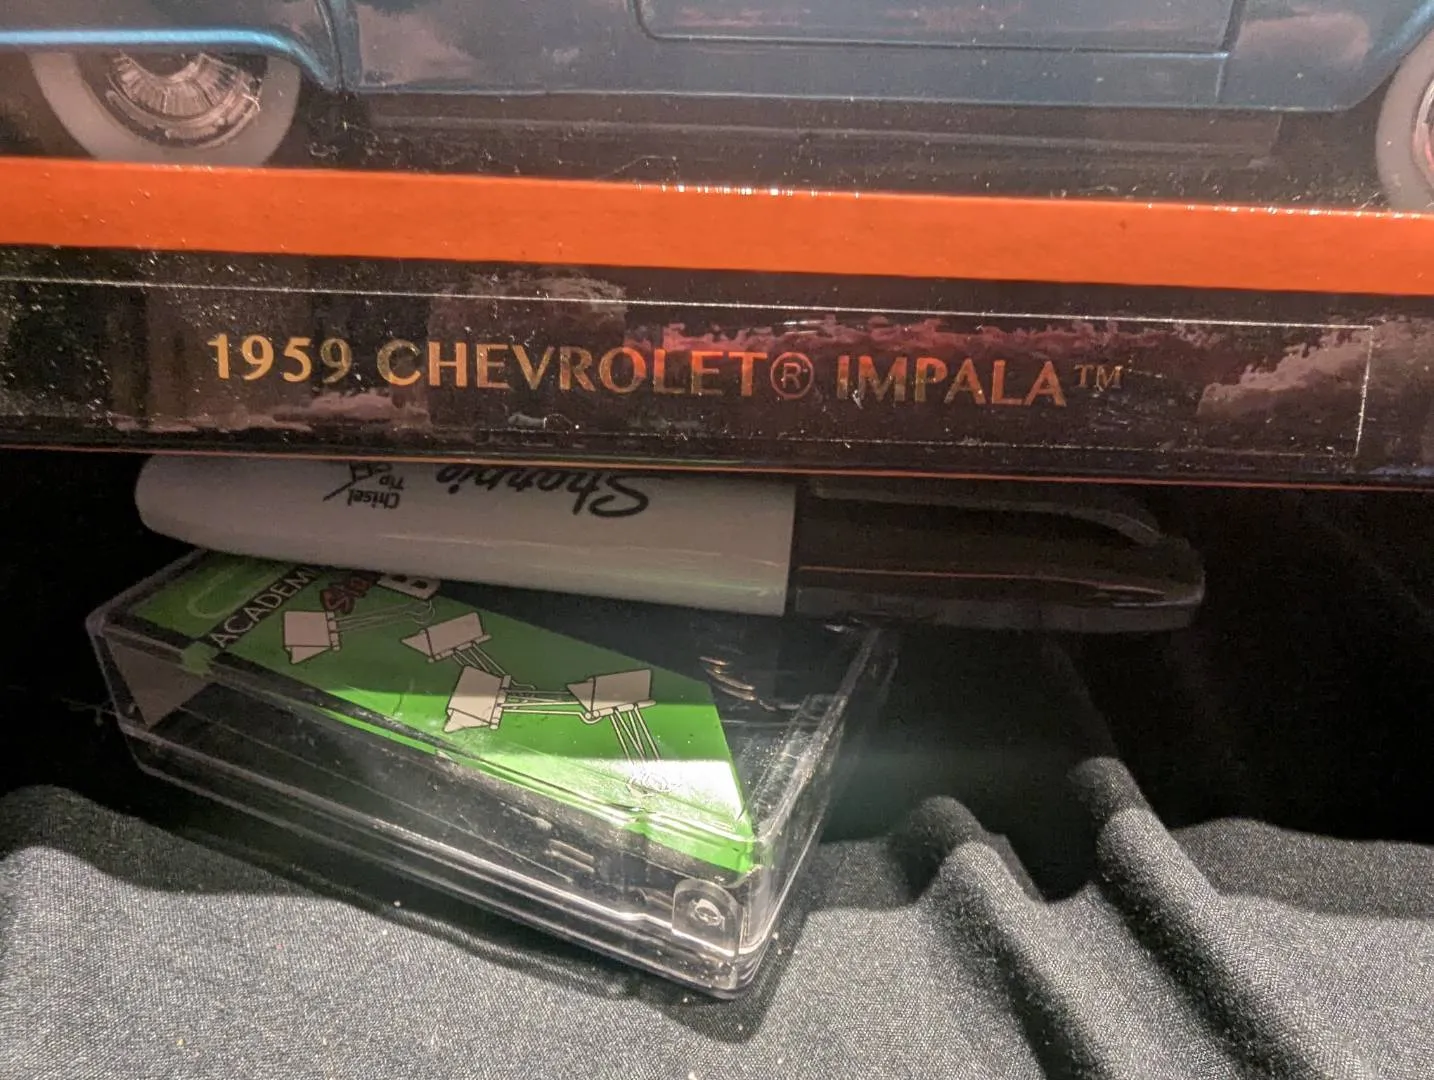 1959 CHEVROLET® IMPALA™
Sharpie
Chisel
Tip
ACADEM